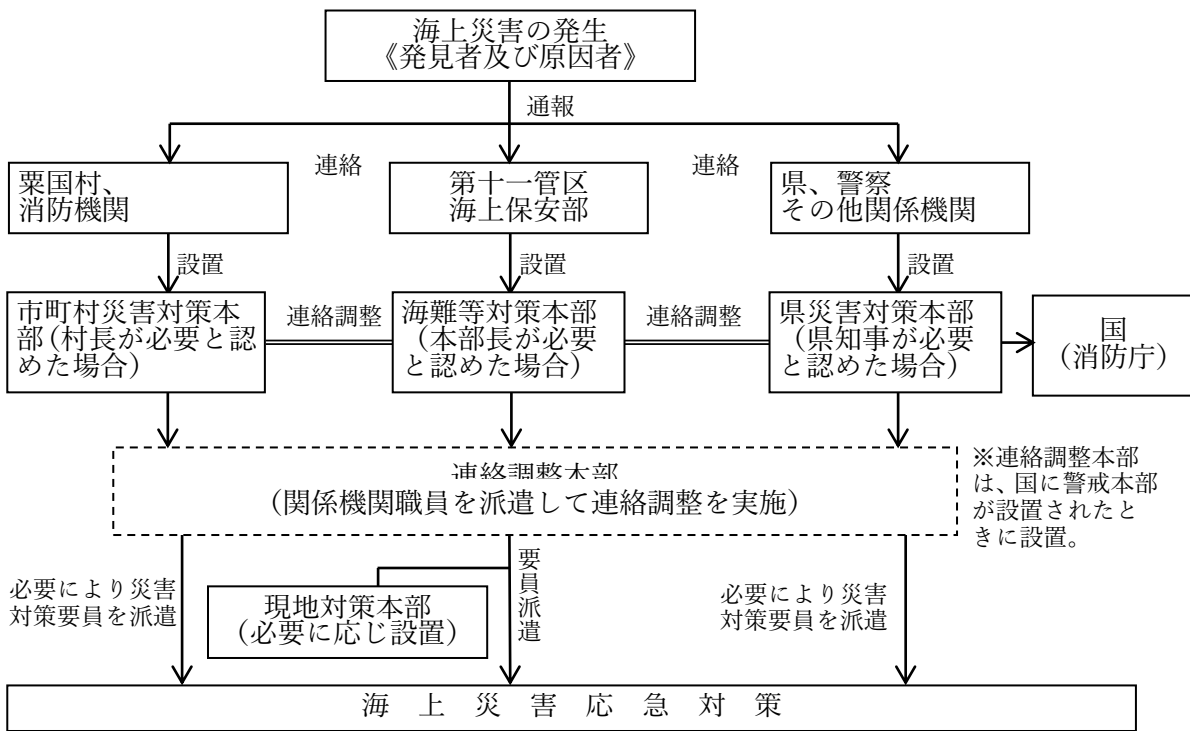 海上災害の発生
《発見者及び原因者》
通報
粟国村、
消防機関
連絡
第十一管区
海上保安部
連絡
県、警察
その他関係機関
設置
設置
設置
市町村災害対策本
部（村長が必要と認
めた場合）
連絡調整
海難等対策本部
（本部長が必要
と認めた場合）
連絡調整
県災害対策本部
（県知事が必要
と認めた場合）
国
（消防庁）
連絡調整本部
（関係機関職員を派遣して連絡調整を実施）
※連絡調整本部
は、国に警戒本部
が設置されたと
きに設置。
必要により災害
対策要員を派遣
現地対策本部
（必要に応じ設置）
要員派遣
必要により災害
対策要員を派遣
海上災害応急対策